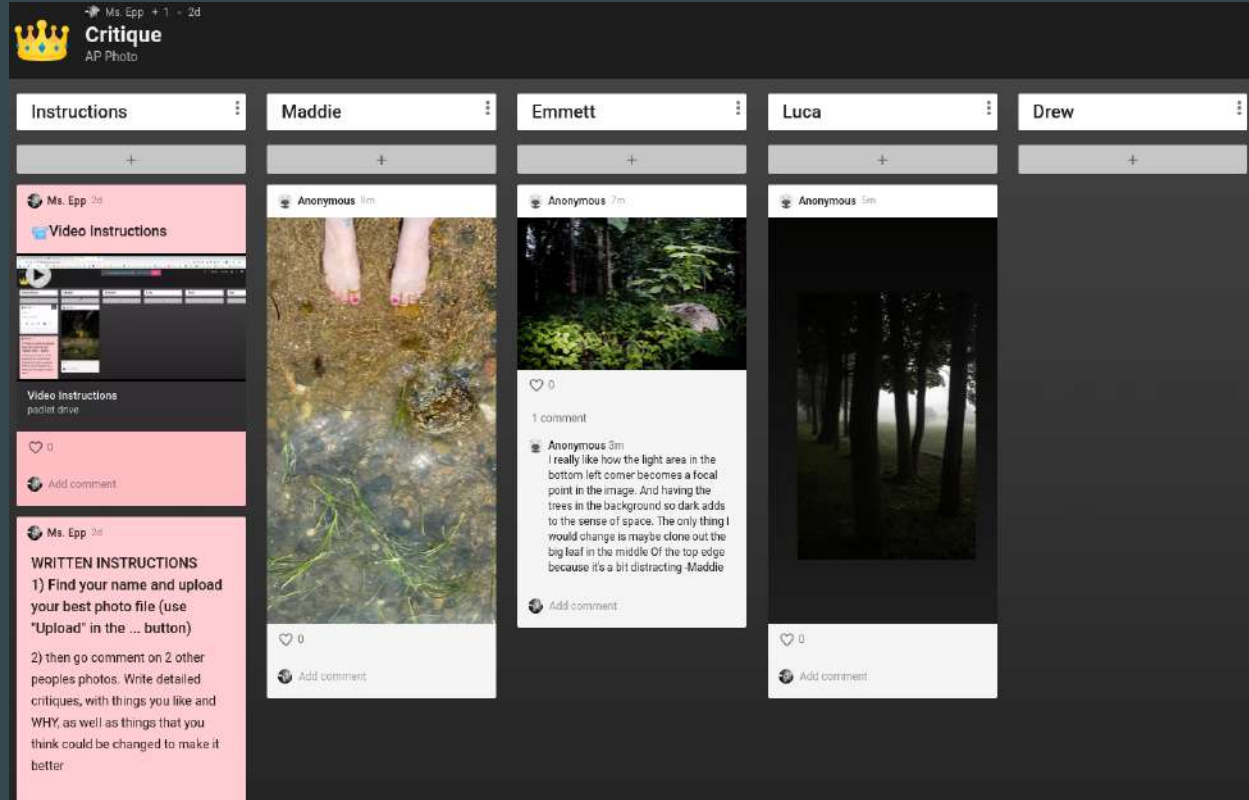 Ms. Epp + 1 • 2d
Critique
AP Photo
Instructions
Maddie
Emmett
Luca
Drew
+
+
+
+
+
Ms. Epp 2d
Video Instructions
Video Instructions
padlet drive
0
Add comment
Ms. Epp 2d
WRITTEN INSTRUCTIONS
1) Find your name and upload
your best photo file (use
"Upload" in the ... button)
2) then go comment on 2 other
peoples photos. Write detailed
critiques, with things you like and
WHY, as well as things that you
think could be changed to make it
better
Anonymous 8m
0
Add comment
Anonymous 7m
0
1 comment
Anonymous 3m
I really like how the light area in the
bottom left corner becomes a focal
point in the image. And having the
trees in the background so dark adds
to the sense of space. The only thing I
would change is maybe clone out the
big leaf in the middle Of the top edge
because it's a bit distracting -Maddie
Add comment
Anonymous 5m
0
Add comment